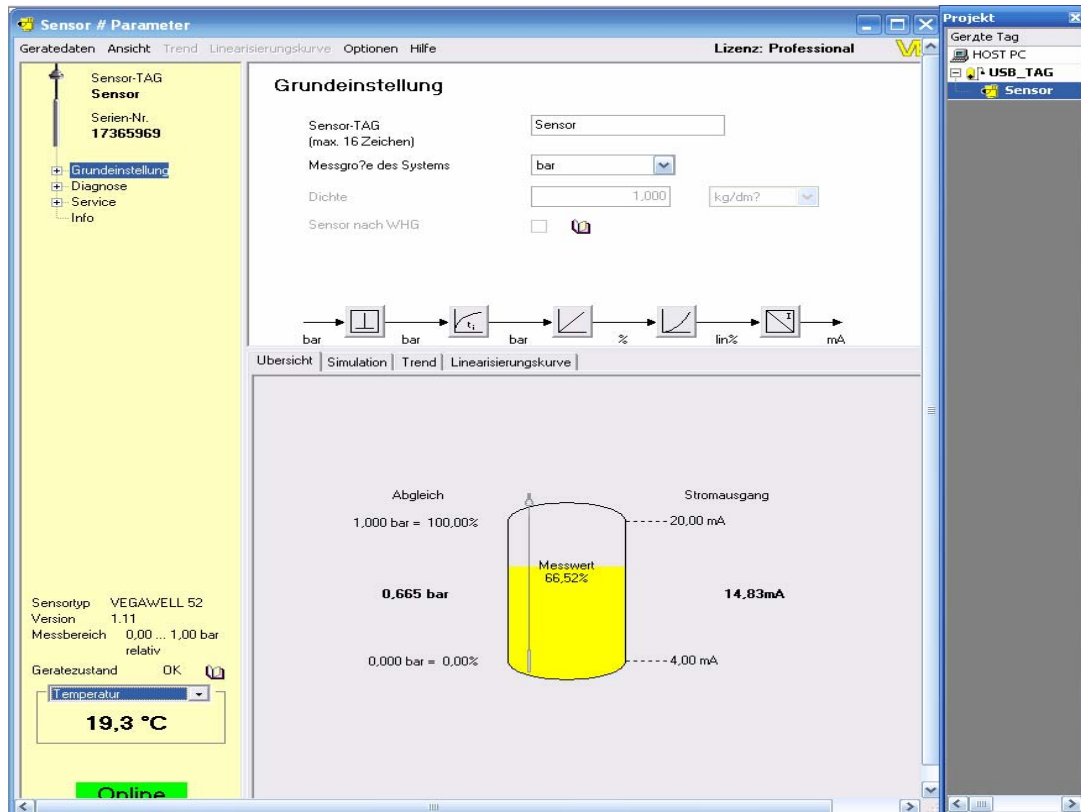 Sensor # Parameter
Geratedaten Ansicht Trend Linearisierungskurve Optionen Hilfe Lizenz: Professional
Sensor-TAG
Sensor
Serien-Nr.
17365969
Grundeinstellung
Diagnose
Service
Info
Sensortyp VEGAWELL 52
Version 1.11
Messbereich 0,00 ... 1,00 bar
relativ
Geratezustand OK
Temperatur
19,3 °C
Online
Grundeinstellung
Sensor-TAG Sensor
(max. 16 Zeichen)
Messgro?e des Systems bar
Dichte 1,000 kg/dm?
Sensor nach WHG
t i I
bar bar bar % lin% mA
Ubersicht Simulation Trend Linearisierungskurve
Abgleich Stromausgang
1,000 bar = 100,00% 20,00 mA
Messwert
66,52%
0,665 bar 14,83mA
0,000 bar = 0,00% 4,00 mA
Projekt
Gerдte Tag
HOST PC
USB_TAG
Sensor